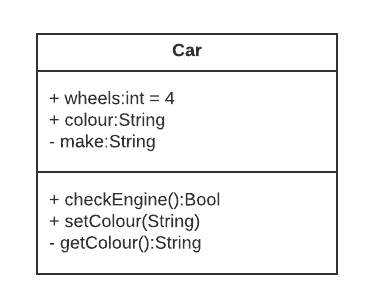 Car
+ wheels:int = 4
+ colour:String
- make:String
+ checkEngine():Bool
+ setColour(String)
- getColour():String